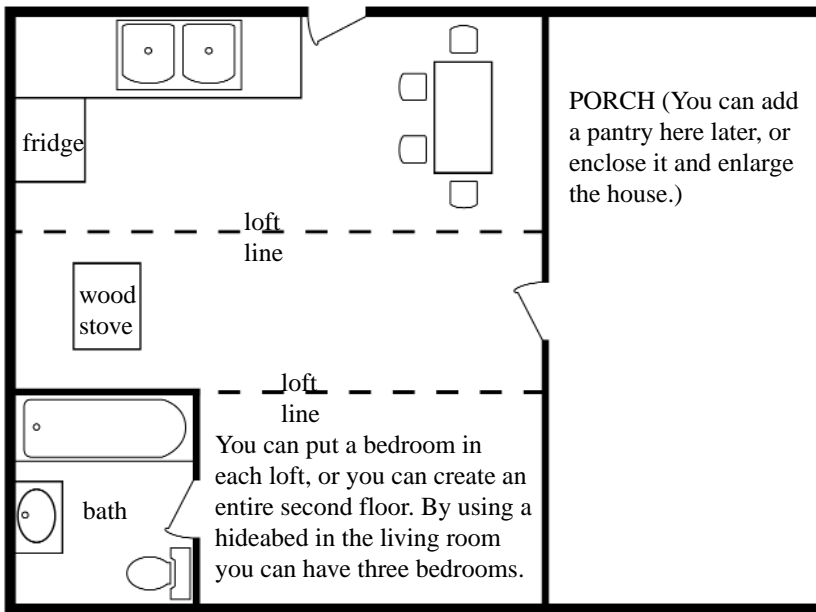 PORCH (You can add
a pantry here later, or
enclose it and enlarge
the house.)
fridge
loft
line
wood
stove
loft
line
You can put a bedroom in
each loft, or you can create an
entire second floor. By using a
hideabed in the living room
you can have three bedrooms.
bath